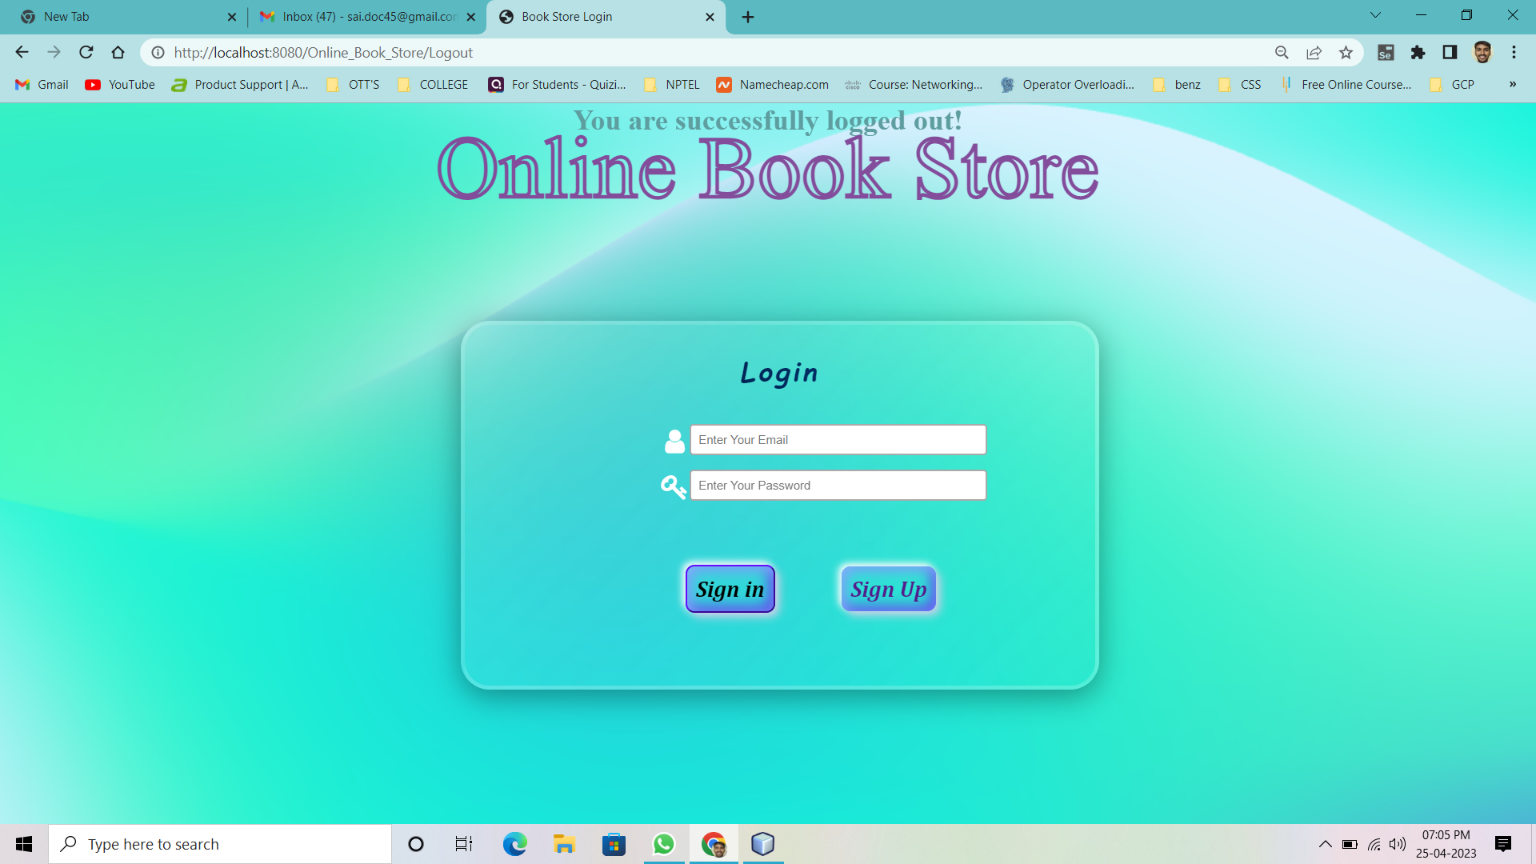 New Tab
Inbox (47) - sai.doc45@gmail.co
Book Store Login
http://localhost:8080/Online_Book_Store/Logout
Gmail
YouTube
Product Support | A...
OTT'S
COLLEGE
For Students - Quizi...
NPTEL
Namecheap.com
Course: Networking...
Operator Overloadi...
benz
CSS
Free Online Course...
GCP
»
You are successfully logged out!
Online Book Store
Login
Enter Your Email
Enter Your Password
Sign in
Sign Up
Type here to search
07:05 PM
25-04-2023